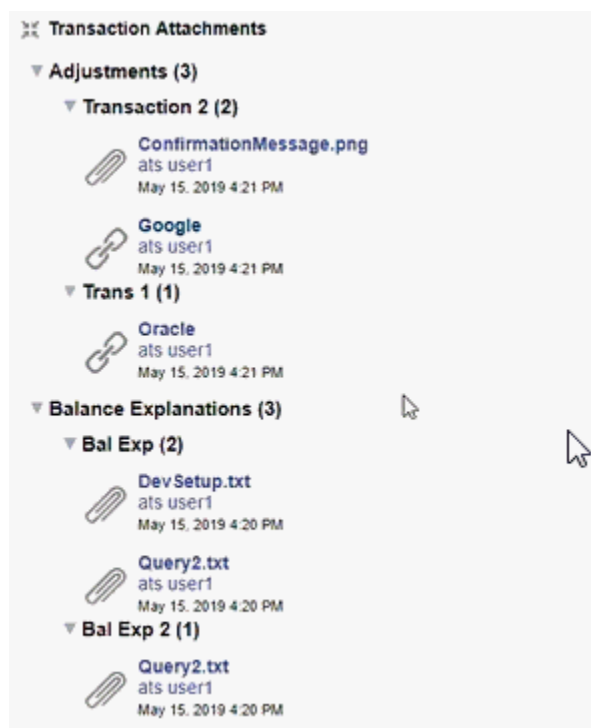 Transaction Attachments
Adjustments (3)
Transaction 2 (2)
ConfirmationMessage.png
ats user1
May 15, 2019 4:21 PM
Google
ats user1
May 15, 2019 4:21 PM
Trans 1 (1)
Oracle
ats user1
May 15, 2019 4:21 PM
Balance Explanations (3)
Bal Exp (2)
DevSetup.txt
ats user1
May 15, 2019 4:20 PM
Query2.txt
ats user1
May 15, 2019 4:20 PM
Bal Exp 2 (1)
Query2.txt
ats user1
May 15, 2019 4:20 PM